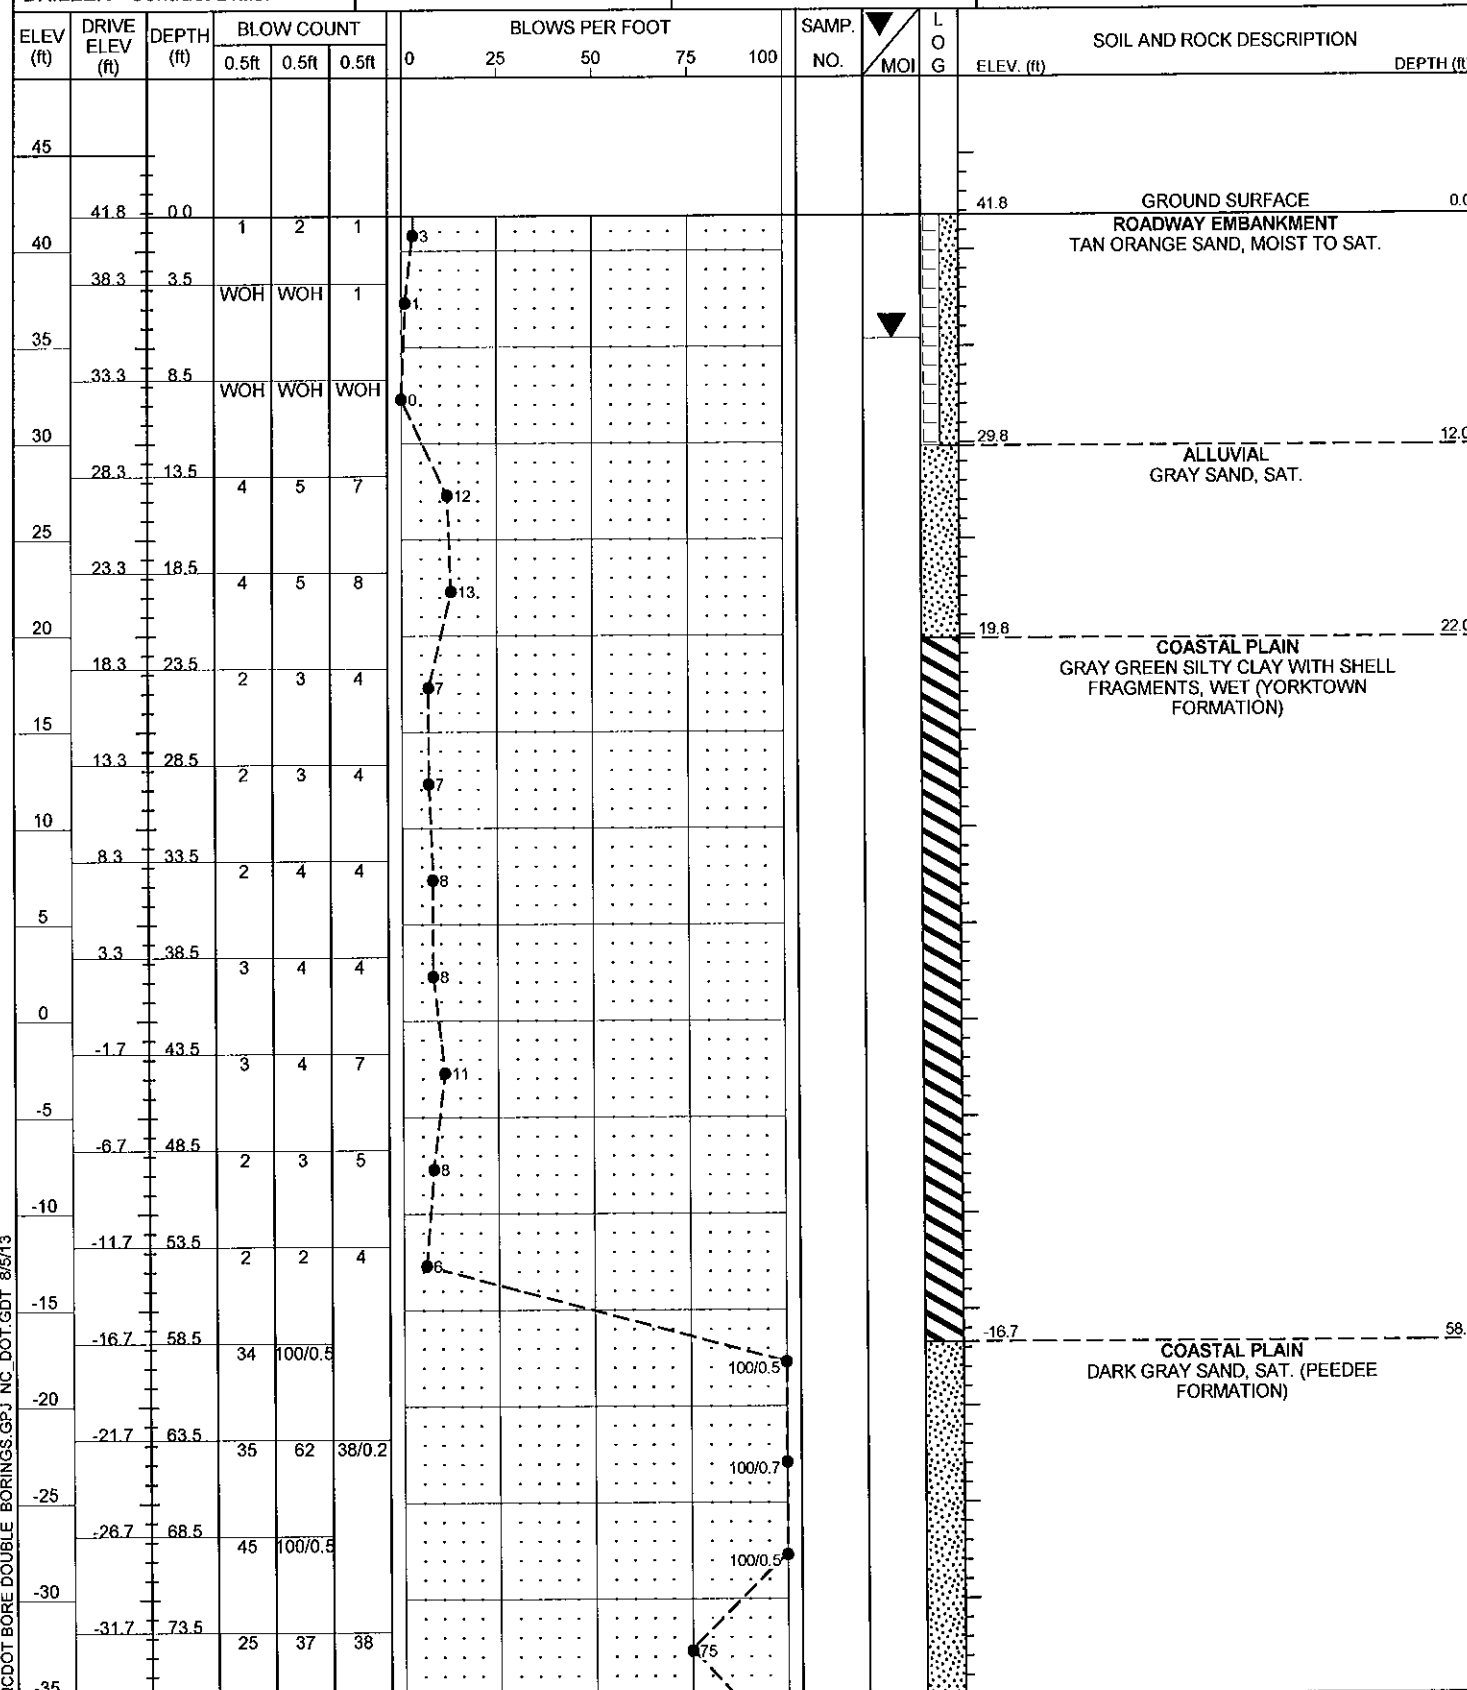 ELEV (ft) DRIVE ELEV (ft) DEPTH (ft) BLOW COUNT BLOWS PER FOOT SAMP. NO. MOI LOG SOIL AND ROCK DESCRIPTION
0.5ft 0.5ft 0.5ft 0 25 50 75 100 ELEV. (ft) DEPTH (ft
45
41.8 0.0 41.8 GROUND SURFACE 0.0
1 2 1 3 ROADWAY EMBANKMENT
40 TAN ORANGE SAND, MOIST TO SAT.
38.3 3.5
WOH WOH 1 1
35
33.3 8.5
WOH WOH WOH 0
30 29.8 12.0
ALLUVIAL
28.3 13.5 GRAY SAND, SAT.
4 5 7 12
25
23.3 18.5
4 5 8 13
20 19.8 22.0
COASTAL PLAIN
18.3 23.5 GRAY GREEN SILTY CLAY WITH SHELL
2 3 4 7 FRAGMENTS, WET (YORKTOWN
FORMATION)
15
13.3 28.5
2 3 4 7
10
8.3 33.5
2 4 4 8
5
3.3 38.5
3 4 4 8
0
-1.7 43.5
3 4 7 11
-5
-6.7 48.5
2 3 5 8
-10
-11.7 53.5
2 2 4 6
-15
-16.7 58.5 -16.7 58.
34 100/0.5 100/0.5 COASTAL PLAIN
DARK GRAY SAND, SAT. (PEEDEE
FORMATION)
-20
-21.7 63.5
35 62 38/0.2 100/0.7
-25
-26.7 68.5
45 100/0.5 100/0.5
-30
-31.7 73.5
25 37 38 75
-35
CDOT BORE DOUBLE BORINGS.GPJ NC_DOT.GDT 8/5/13